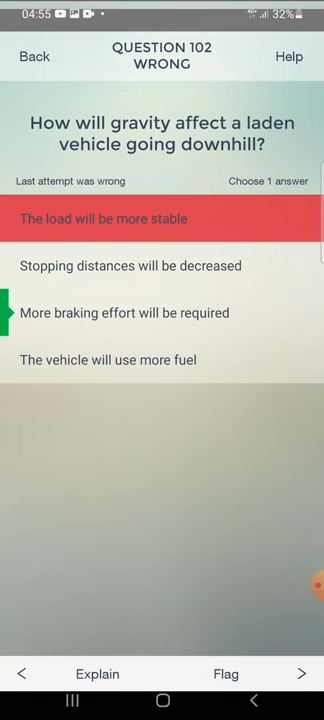 04:55
32%
Back
QUESTION 102
WRONG
Help
How will gravity affect a laden
vehicle going downhill?
Last attempt was wrong
Choose 1 answer
The load will be more stable
Stopping distances will be decreased
More braking effort will be required
The vehicle will use more fuel
Explain
Flag